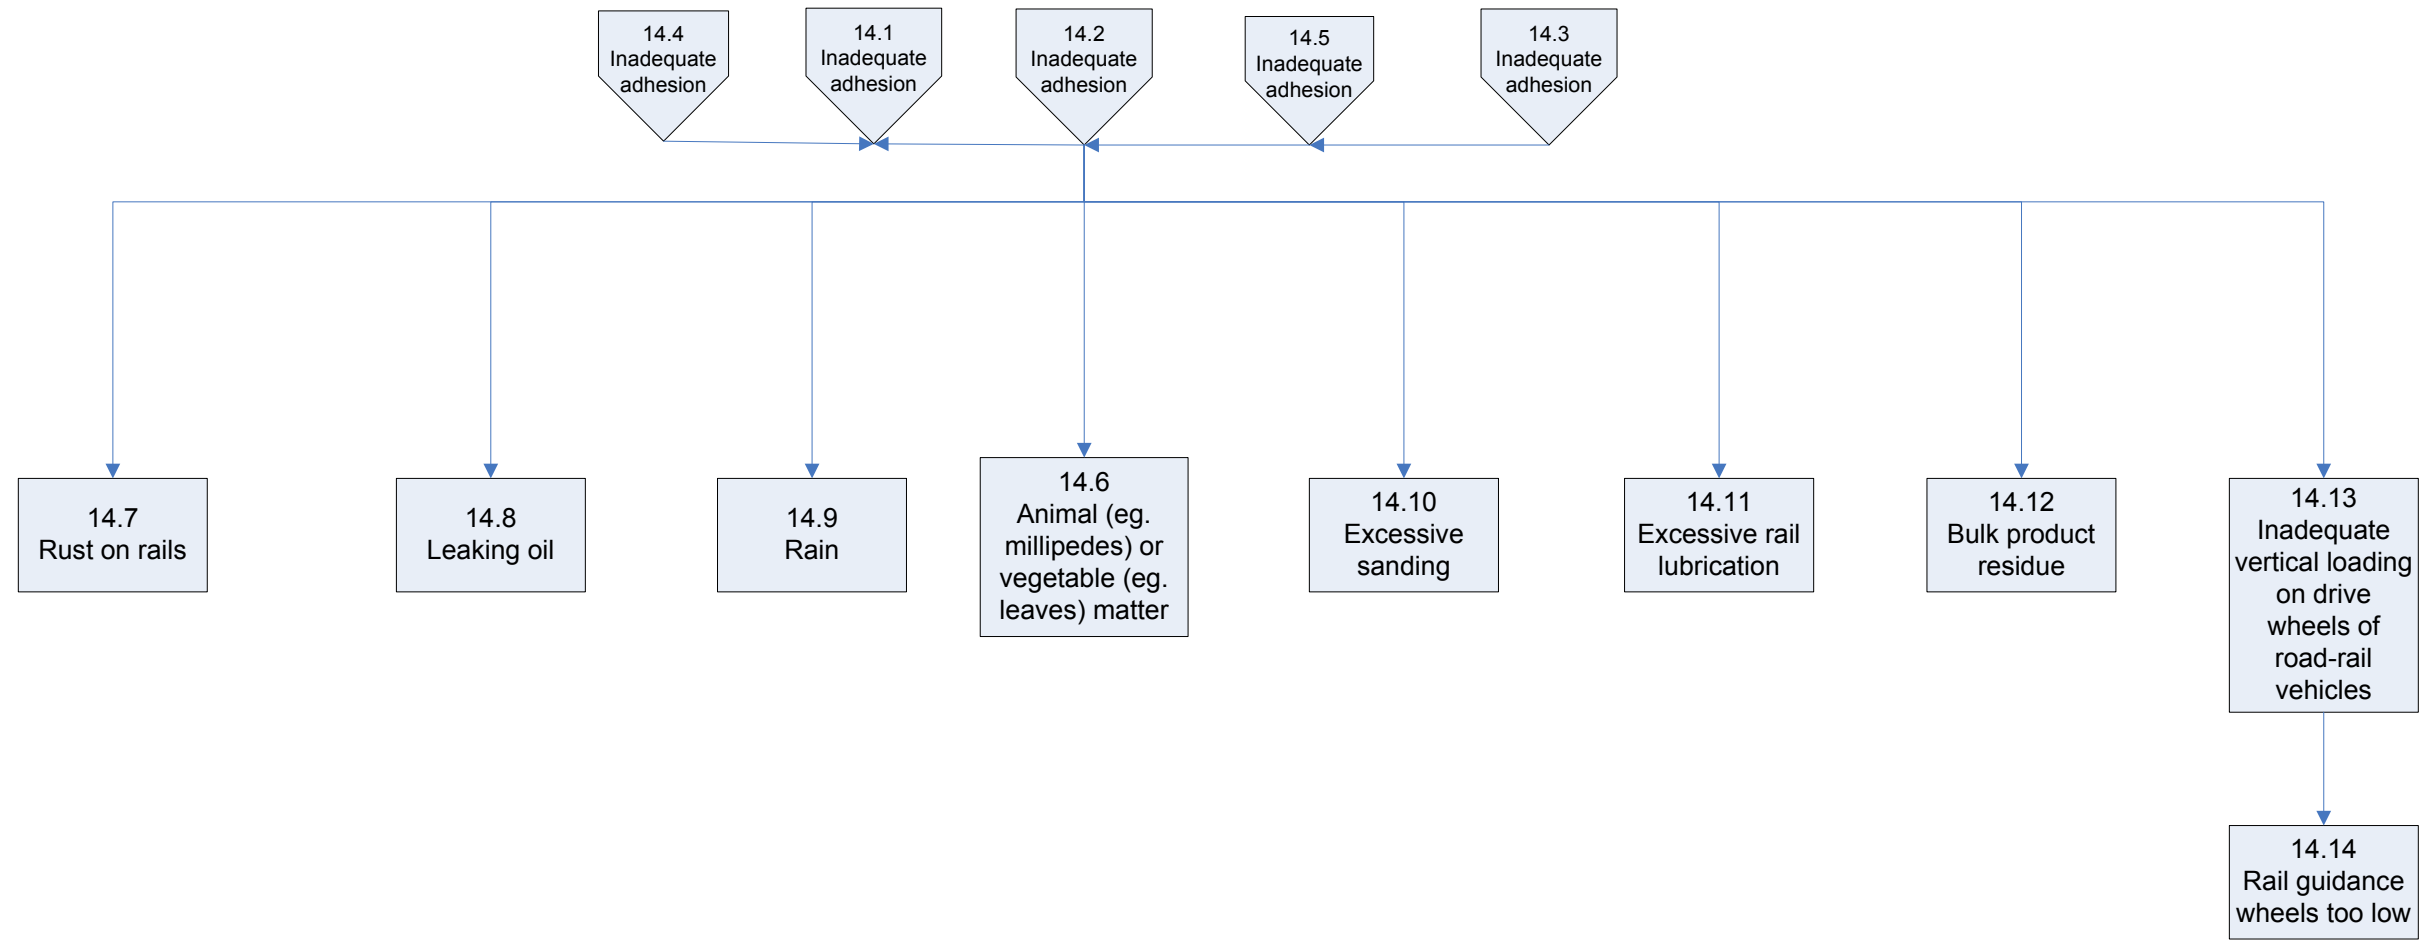 14.4
Inadequate
adhesion
14.1
Inadequate
adhesion
14.2
Inadequate
adhesion
14.5
Inadequate
adhesion
14.3
Inadequate
adhesion
14.7
Rust on rails
14.8
Leaking oil
14.9
Rain
14.6
Animal (eg.
millipedes) or
vegetable (eg.
leaves) matter
14.10
Excessive
sanding
14.11
Excessive rail
lubrication
14.12
Bulk product
residue
14.13
Inadequate
vertical loading
on drive
wheels of
road-rail
vehicles
14.14
Rail guidance
wheels too low